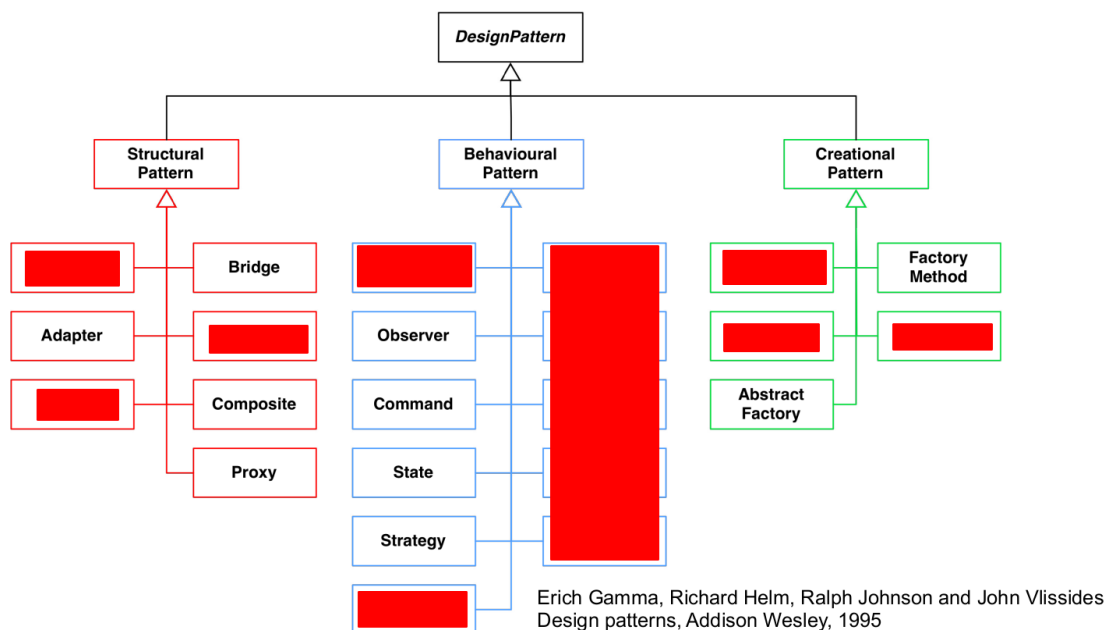 DesignPattern
Structural
Pattern
Behavioural
Pattern
Creational
Pattern
Bridge
Factory
Method
Adapter
Observer
Command
Composite
Abstract
Factory
State
Proxy
Strategy
Erich Gamma, Richard Helm, Ralph Johnson and John Vlissides
Design patterns, Addison Wesley, 1995